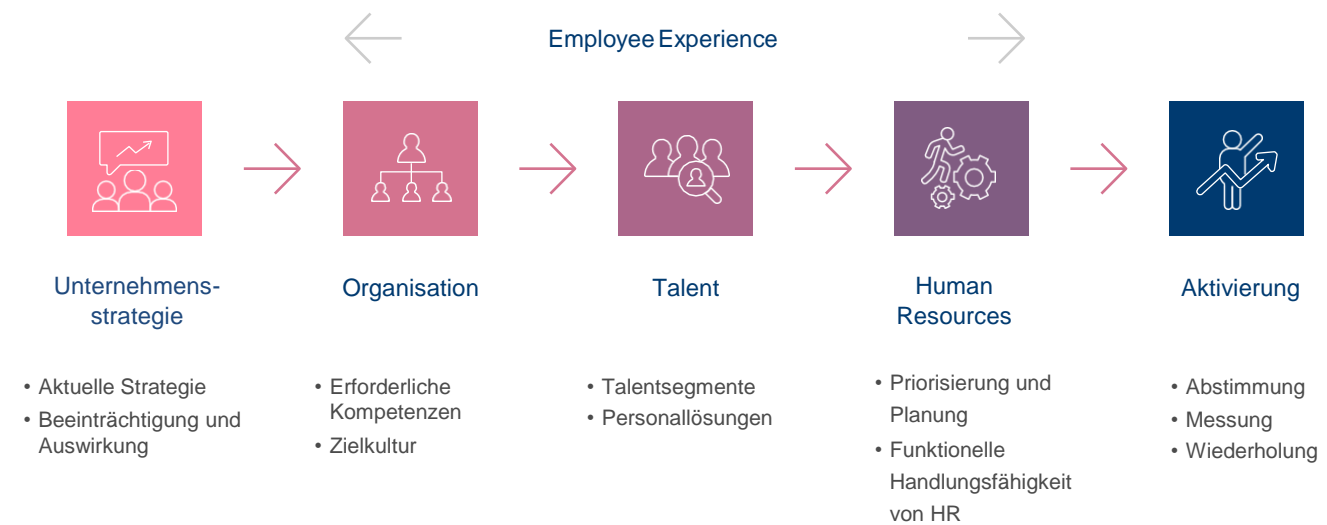 Employee Experience
Unternehmens-
strategie
• Aktuelle Strategie
• Beeinträchtigung und
Auswirkung
Organisation
• Erforderliche
Kompetenzen
• Zielkultur
Talent
• Talentsegmente
• Personallösungen
Human
Resources
• Priorisierung und
Planung
• Funktionelle
Handlungsfähigkeit
von HR
Aktivierung
• Abstimmung
• Messung
• Wiederholung